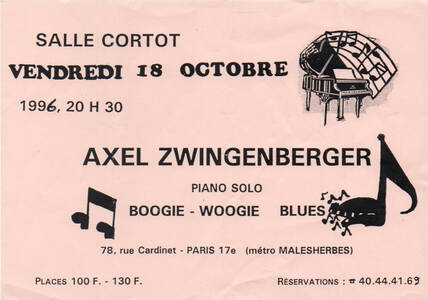 SALLE CORTOT
VENDREDI 18 OCTOBRE
1996, 20 H 30
AXEL ZWINGENBERGER
PIANO SOLO
BOOGIE - WOOGIE BLUES
78, rue Cardinet - PARIS 17e (métro MALESHERBES)
PLACES 100 F. - 130 F.
RÉSERVATIONS : ☎ 40.44.41.69